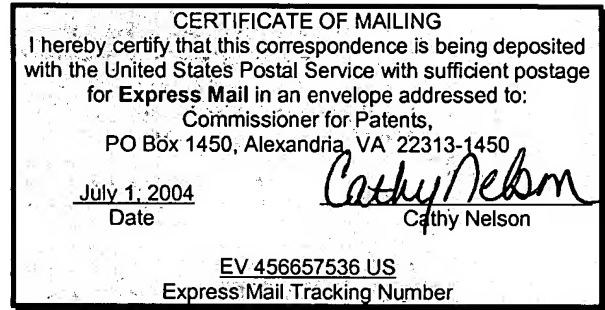 CERTIFICATE OF MAILING
I hereby certify that this correspondence is being deposited
with the United States Postal Service with sufficient postage
for Express Mail in an envelope addressed to:
Commissioner for Patents,
PO Box 1450, Alexandria, VA 22313-1450
Cathy Nelson
July 1, 2004
Date Cathy Nelson
EV 456657536 US
Express Mail Tracking Number